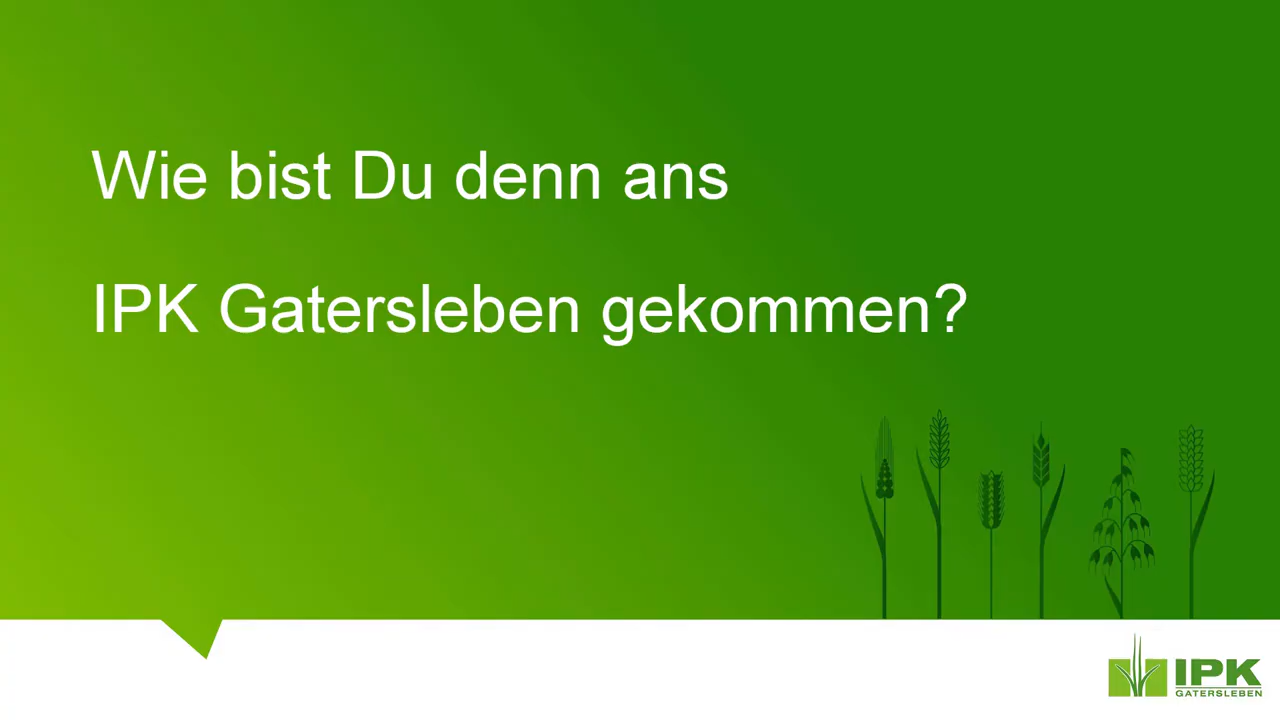 Wie bist Du denn ans
IPK Gatersleben gekommen?
IPK
GATERSLEBEN